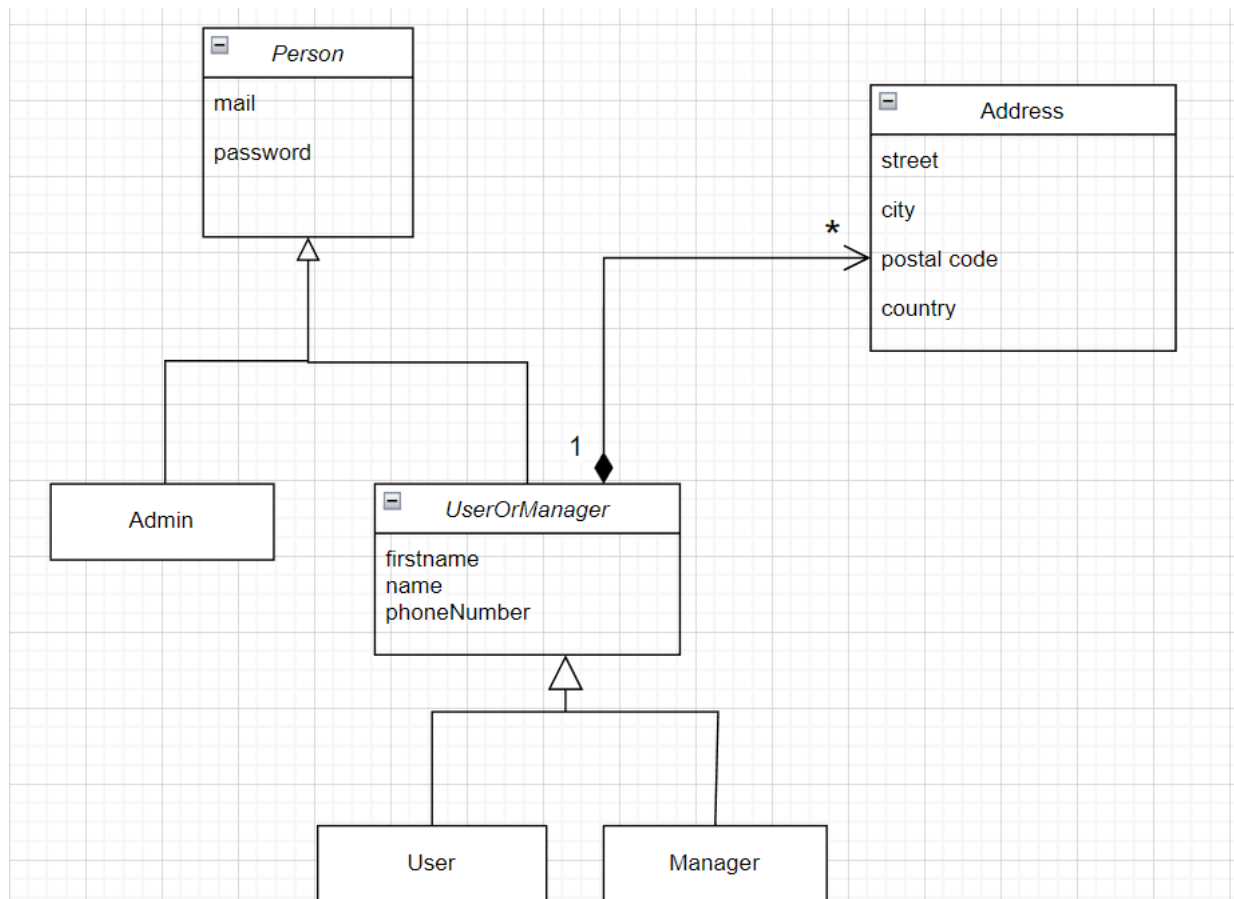 Person
mail
password
Address
street
city
postal code
country
*
1
Admin
UserOrManager
firstname
name
phoneNumber
User
Manager